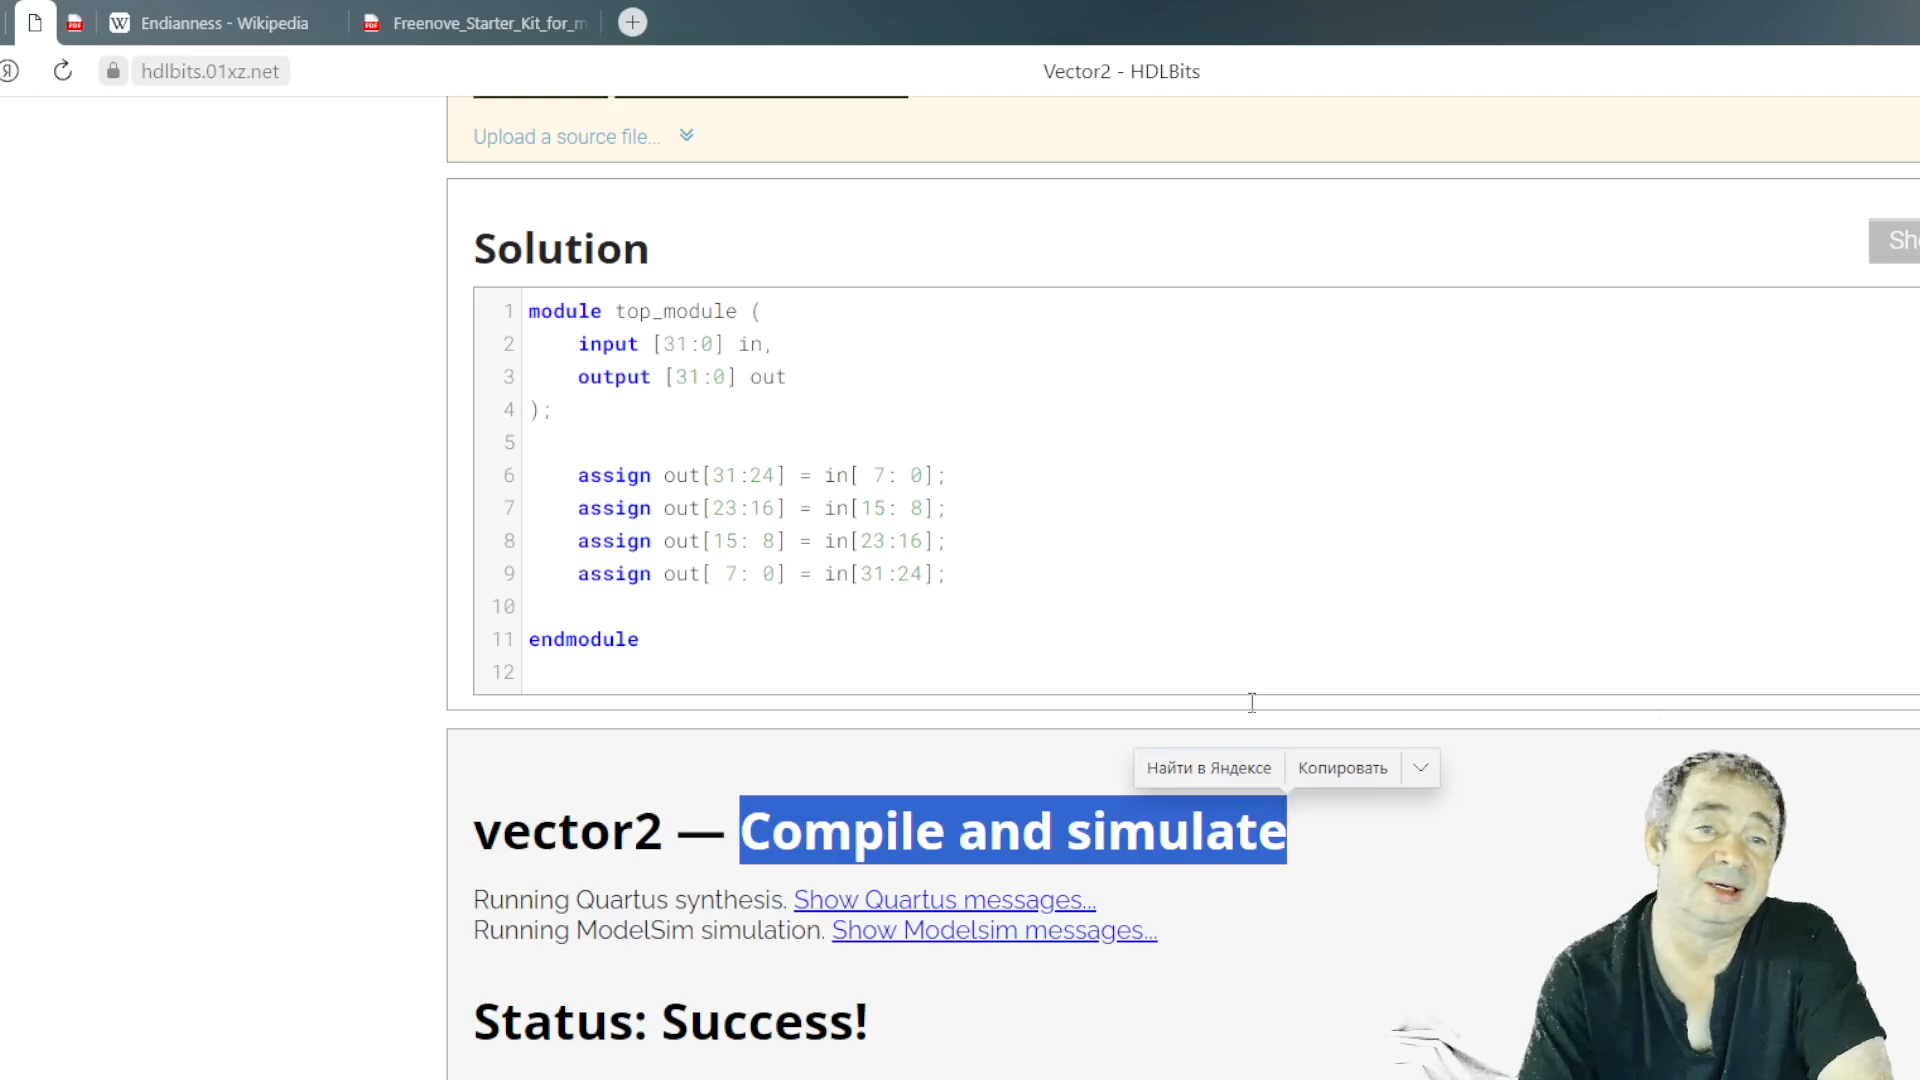 Endianness - Wikipedia
Freenove_Starter_Kit_for_m
hdlbits.01xz.net
Vector2 - HDLBits
Upload a source file...
Solution
Sh
1 module top_module (
2 input [31:0] in,
3 output [31:0] out
4 );
5
6 assign out[31:24] = in[ 7: 0];
7 assign out[23:16] = in[15: 8];
8 assign out[15: 8] = in[23:16];
9 assign out[ 7: 0] = in[31:24];
10
11 endmodule
12
Найти в Яндексе Копировать
vector2 — Compile and simulate
Running Quartus synthesis. Show Quartus messages...
Running ModelSim simulation. Show Modelsim messages...
Status: Success!